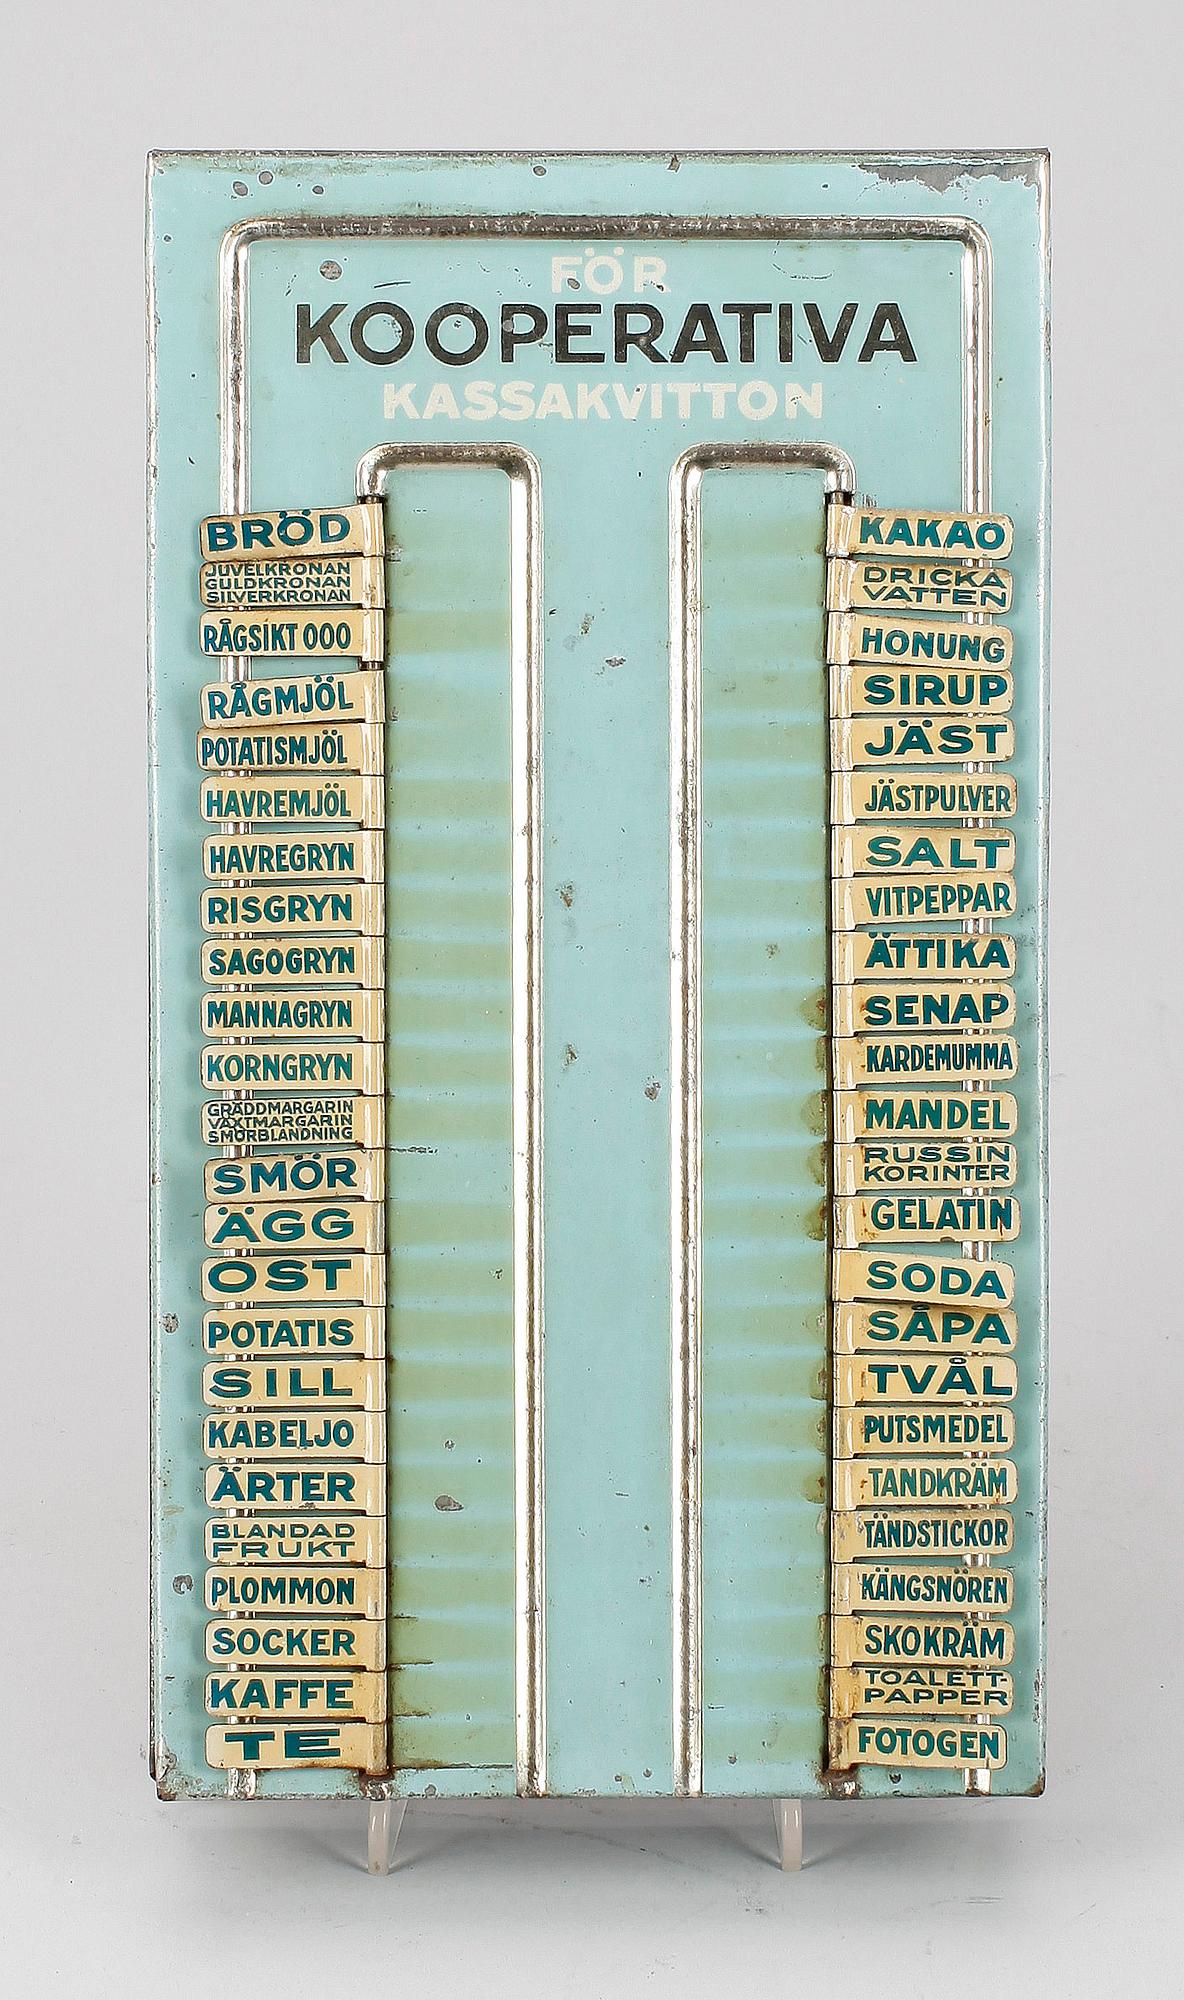 FÖR
KOOPERATIVA
KASSAKVITTON
BRÖD
JUVELKRONAN
GULDKRONAN
SILVERKRONAN
RÅGSIKT 000
RÅGMJÖL
POTATISMJÖL
HAVREMJÖL
HAVREGRYN
RISGRYN
SAGOGRYN
MANNAGRYN
KORNGRYN
GRÄDDMARGARIN
VÄXTMARGARIN
SMÖRBLANDNING
SMÖR
ÄGG
OST
POTATIS
SILL
KABELJO
ÄRTER
BLANDAD
FRUKT
PLOMMON
SOCKER
KAFFE
TE
KAKAO
DRICKA
VATTEN
HONUNG
SIRUP
JÄST
JÄSTPULVER
SALT
VITPEPPAR
ÄTTIKA
SENAP
KARDEMUMMA
MANDEL
RUSSIN
KORINTER
GELATIN
SODA
SÅPA
TVÅL
PUTSMEDEL
TANDKRÄM
TÄNDSTICKOR
KÄNGSNÖREN
SKOKRÄM
TOALETT-
PAPPER
FOTOGEN